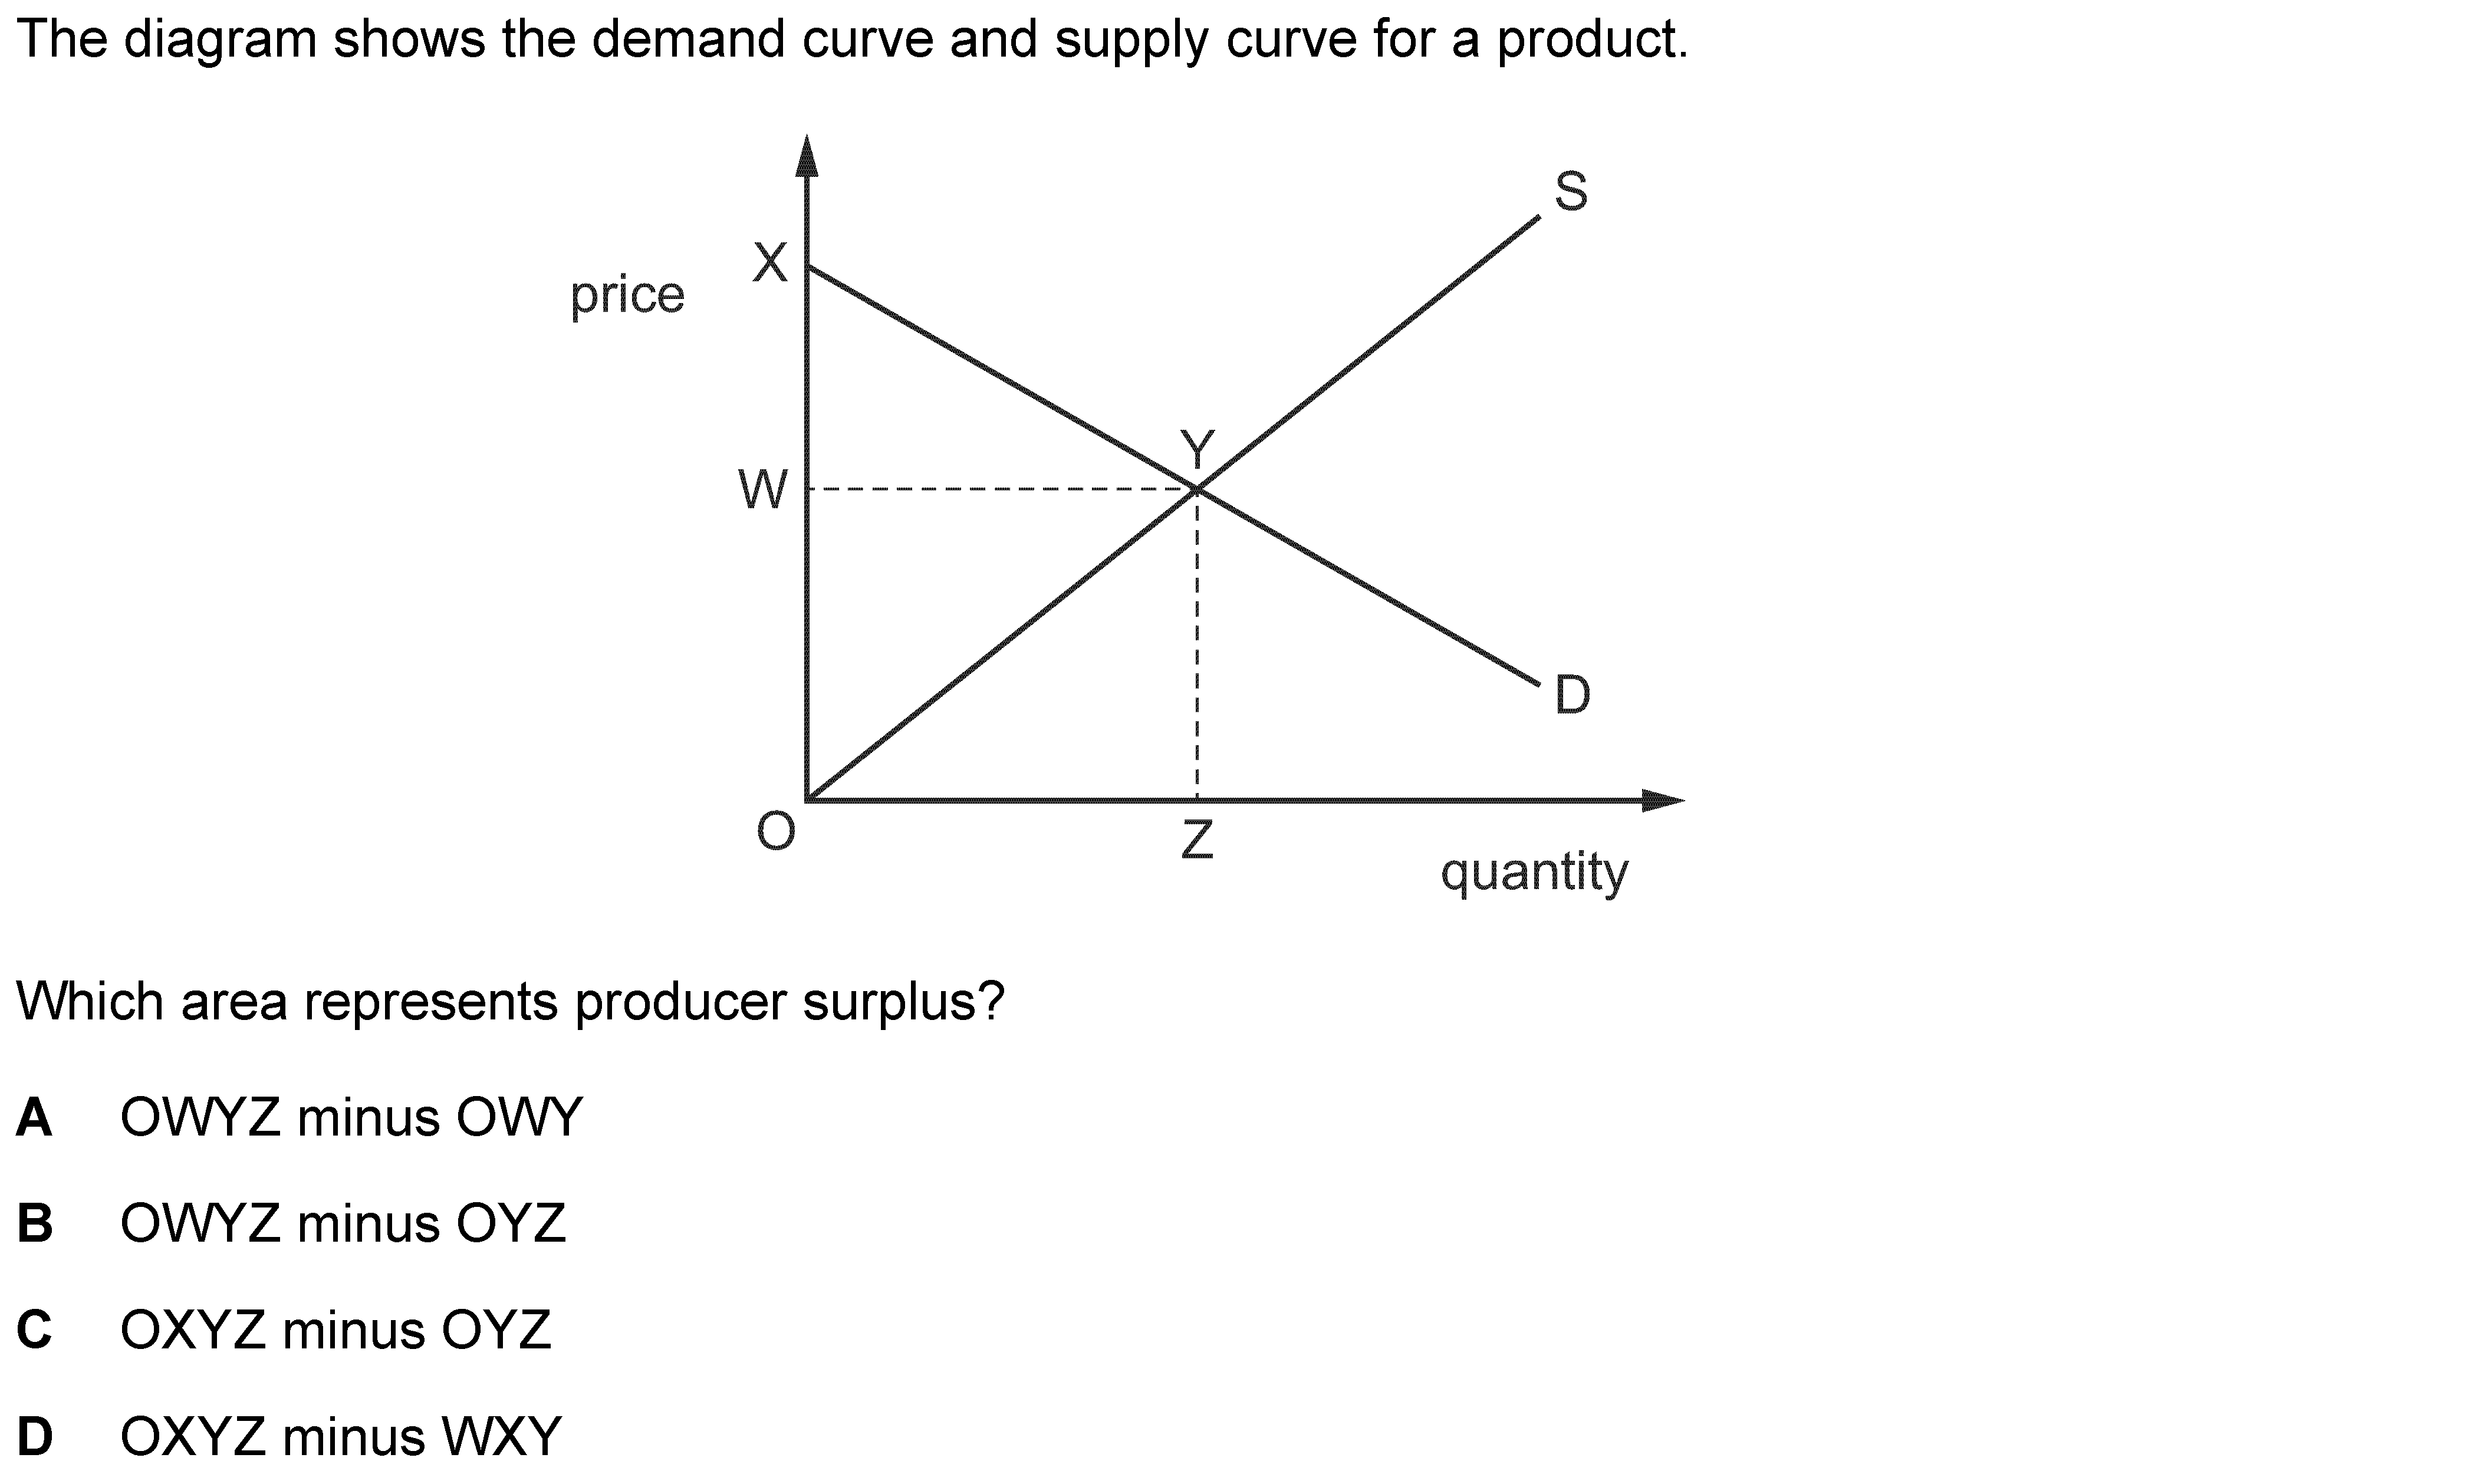 The diagram shows the demand curve and supply curve for a product.
S
X
price
Y
W
D
O
Z
quantity
Which area represents producer surplus?
A OWYZ minus OWY
B OWYZ minus OYZ
C OXYZ minus OYZ
D OXYZ minus WXY